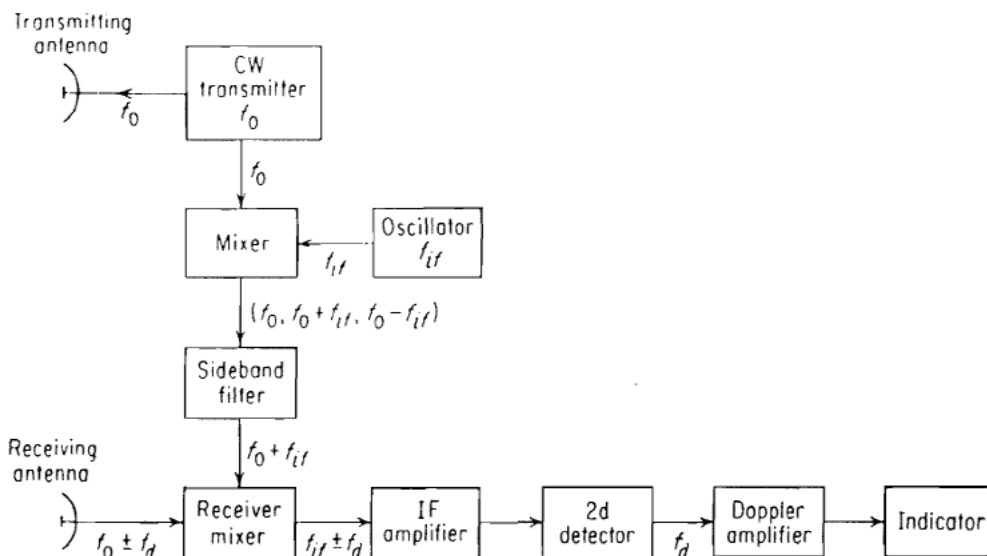 Transmitting
antenna
CW
transmitter
f0
f0
f0
Mixer
Oscillator
fif
fif
(f0, f0 + fif, f0 − fif)
Sideband
filter
f0 + fif
Receiving
antenna
f0 ± fd
Receiver
mixer
fif ± fd
IF
amplifier
2d
detector
fd
Doppler
amplifier
Indicator